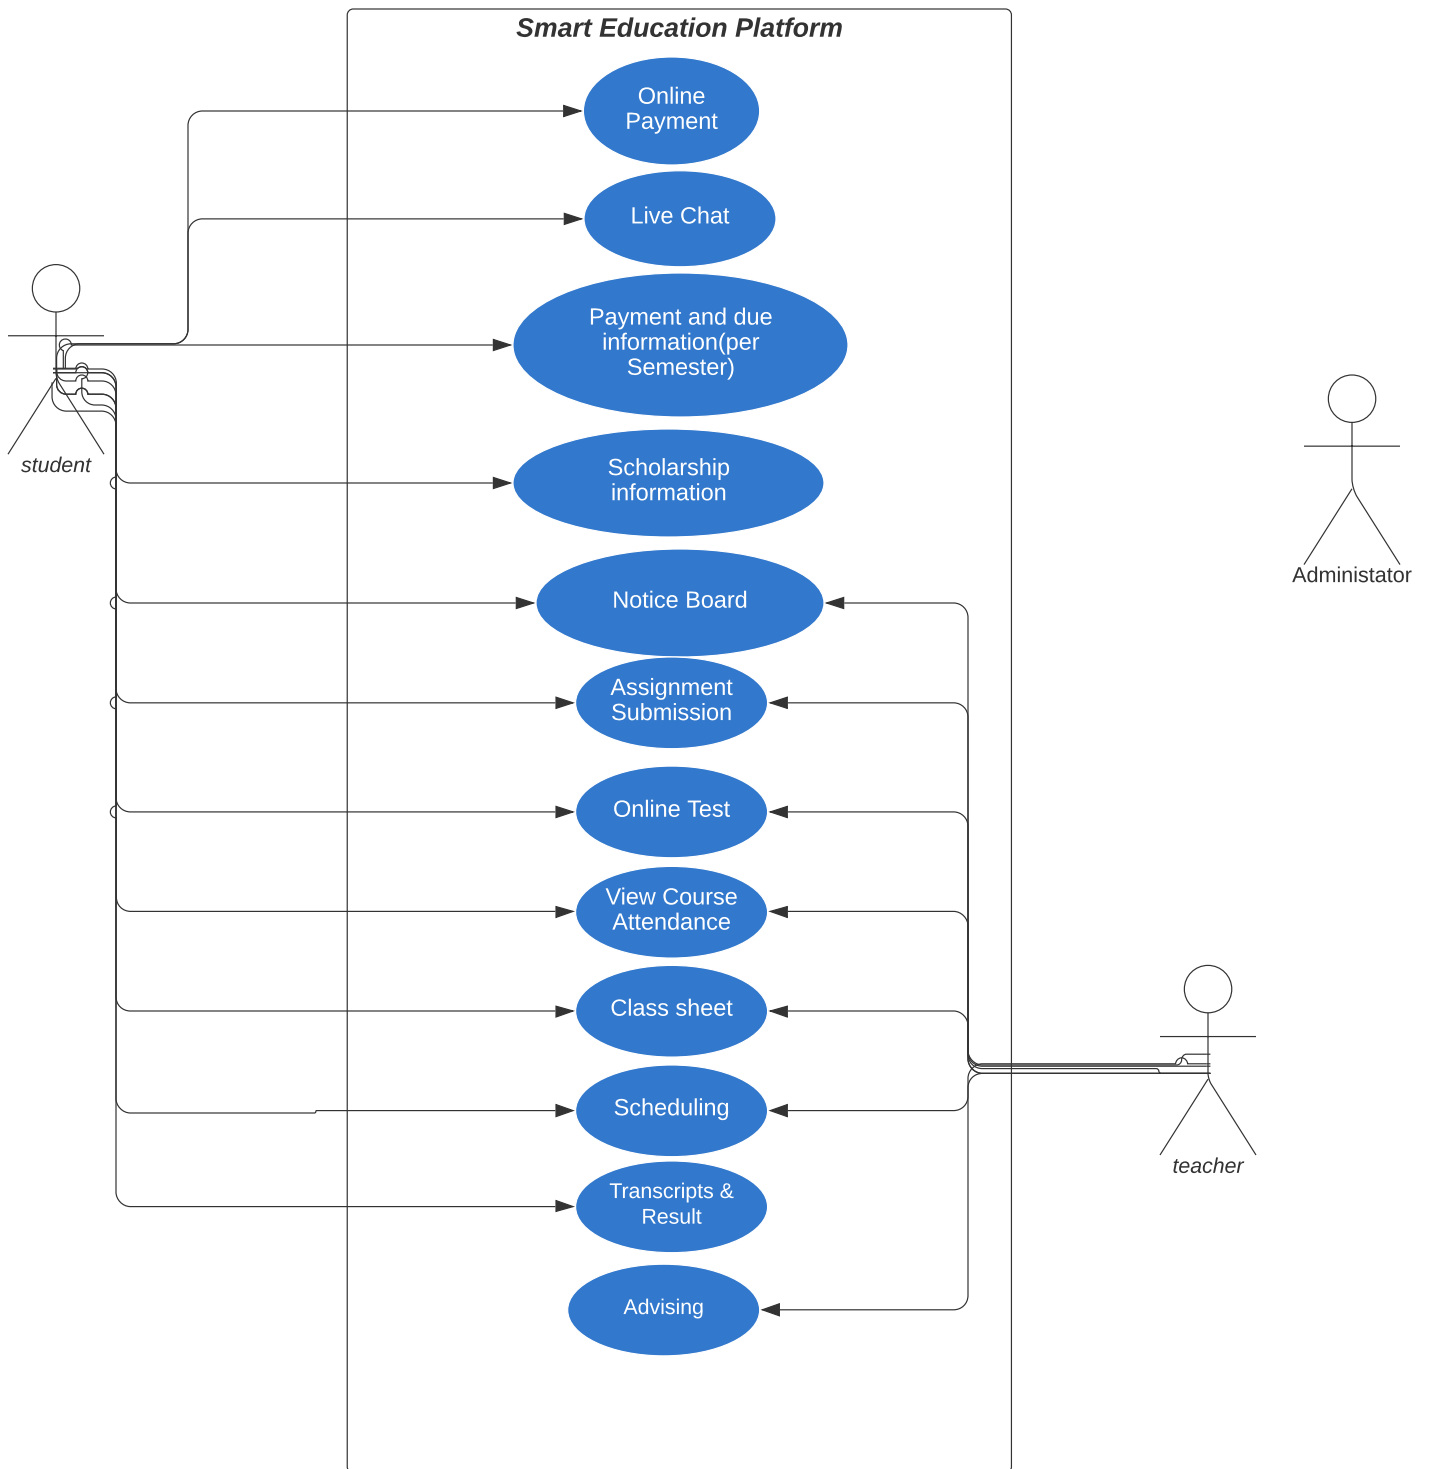 Smart Education Platform
Online
Payment
Live Chat
Payment and due
information(per
Semester)
student
Scholarship
information
Administator
Notice Board
Assignment
Submission
Online Test
View Course
Attendance
Class sheet
Scheduling
teacher
Transcripts &
Result
Advising